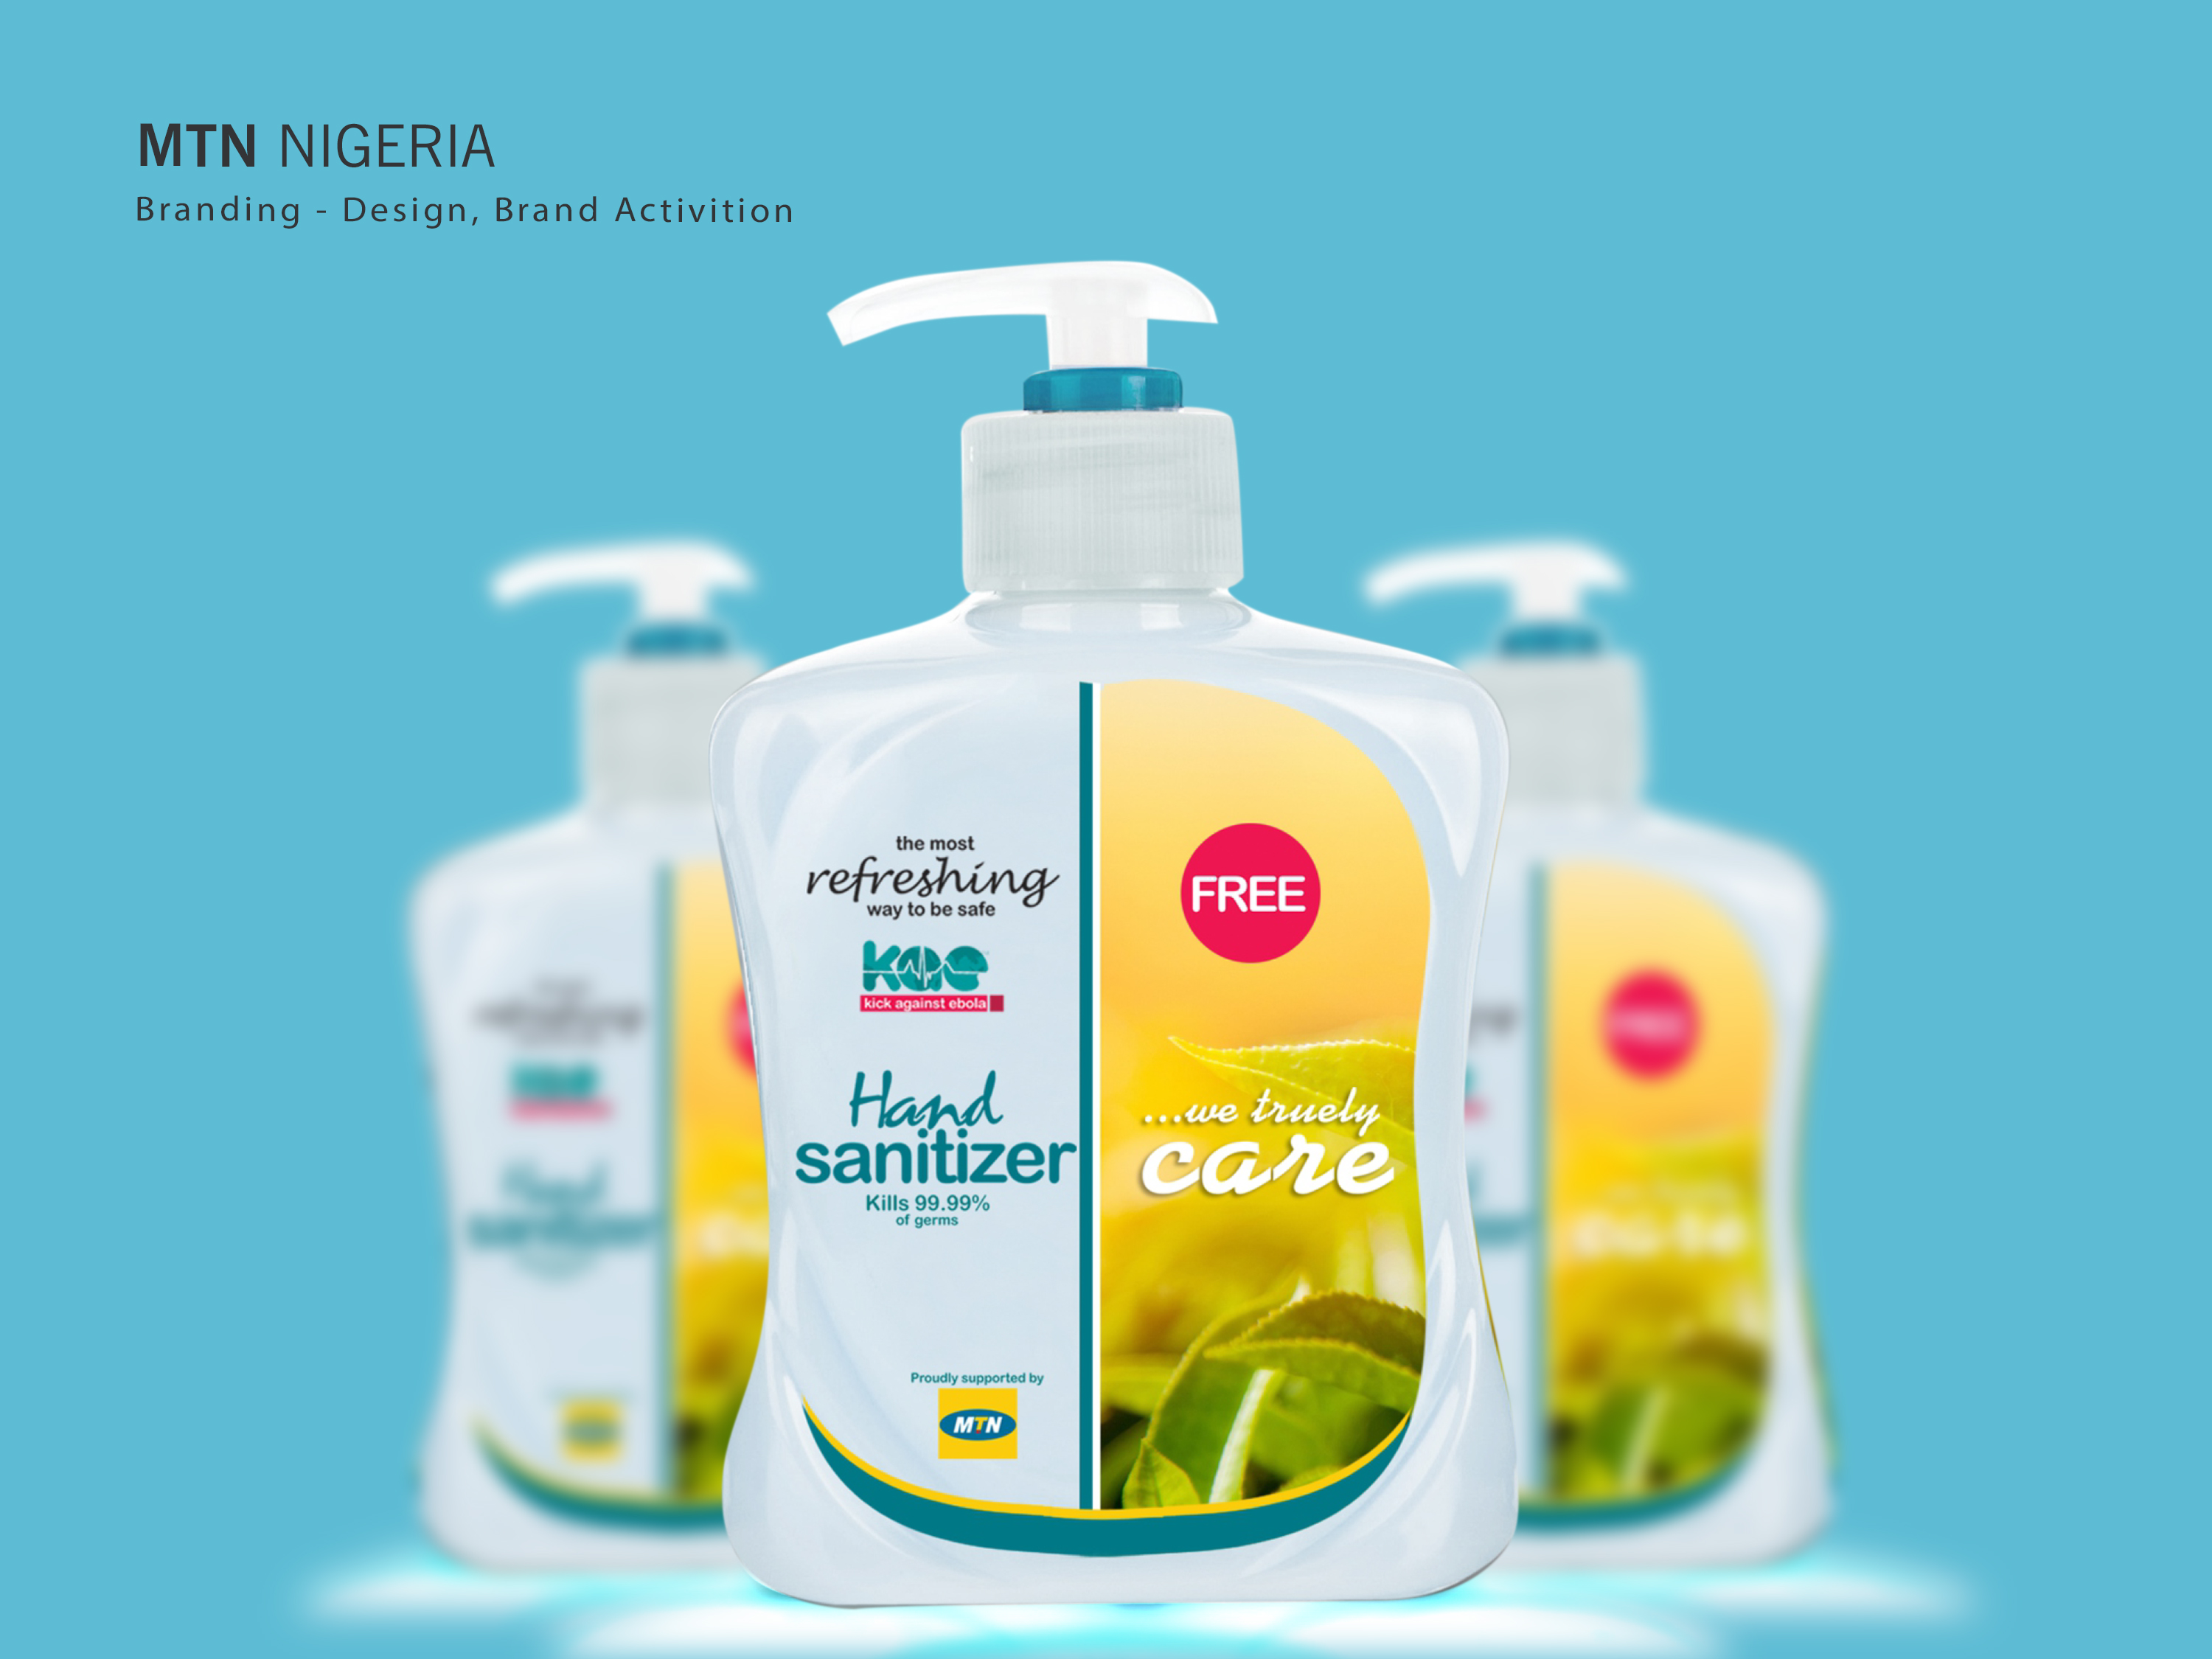 MTN NIGERIA
Branding - Design, Brand Activition
the most
refreshing
way to be safe
kae
kick against ebola
Hand
sanitizer
Kills 99.99%
of germs
Proudly supported by
MTN
FREE
...we truely
care